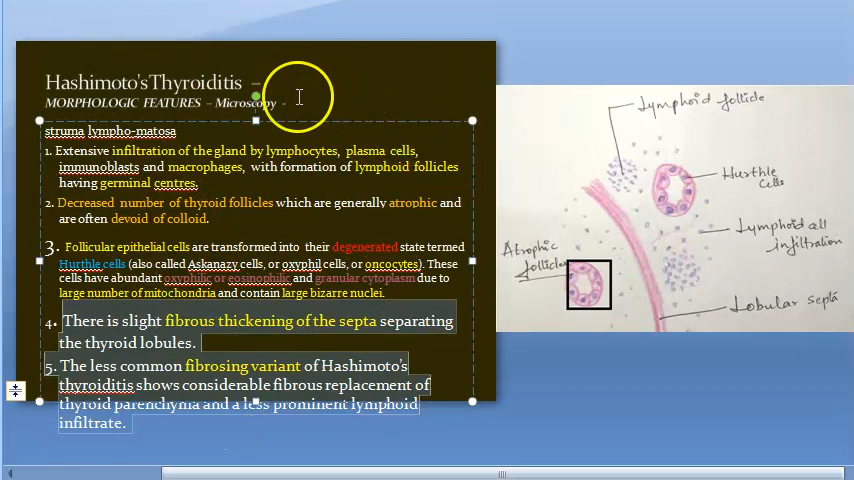 Hashimoto's Thyroiditis –
MORPHOLOGIC FEATURES – Microscopy -
struma lympho-matosa
1. Extensive infiltration of the gland by lymphocytes, plasma cells,
immunoblasts and macrophages, with formation of lymphoid follicles
having germinal centres.
2. Decreased number of thyroid follicles which are generally atrophic and
are often devoid of colloid.
3. Follicular epithelial cells are transformed into their degenerated state termed
Hurthle cells (also called Askanazy cells, or oxyphil cells, or oncocytes). These
cells have abundant oxyphilic or eosinophilic and granular cytoplasm due to
large number of mitochondria and contain large bizarre nuclei.
4. There is slight fibrous thickening of the septa separating
the thyroid lobules.
5. The less common fibrosing variant of Hashimoto's
thyroiditis shows considerable fibrous replacement of
thyroid parenchyma and a less prominent lymphoid
infiltrate.
Lymphoid follicle
Hurthle
Cells
Lymphoid cell
infiltration
Atrophic
follicles
Lobular septa